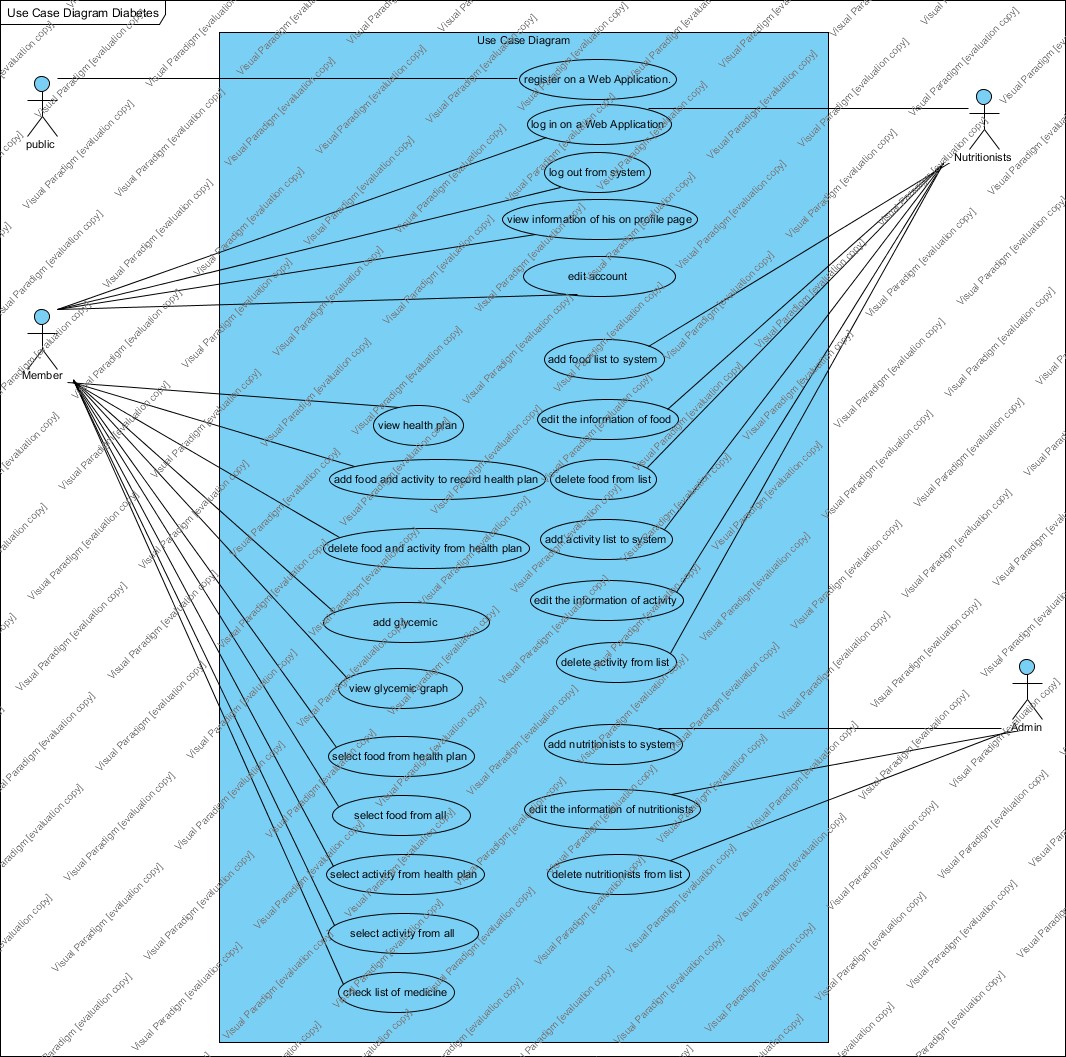 Use Case Diagram Diabetes
Use Case Diagram
register on a Web Application.
public
log in on a Web Application
Nutritionists
log out from system
view information of his on profile page
edit account
Member
add food list to system
view health plan
edit the information of food
add food and activity to record health plan
delete food from list
delete food and activity from health plan
add activity list to system
add glycemic
edit the information of activity
view glycemic graph
delete activity from list
Admin
select food from health plan
add nutritionists to system
select food from all
edit the information of nutritionists
select activity from health plan
delete nutritionists from list
select activity from all
check list of medicine
Visual Paradigm [evaluation copy]